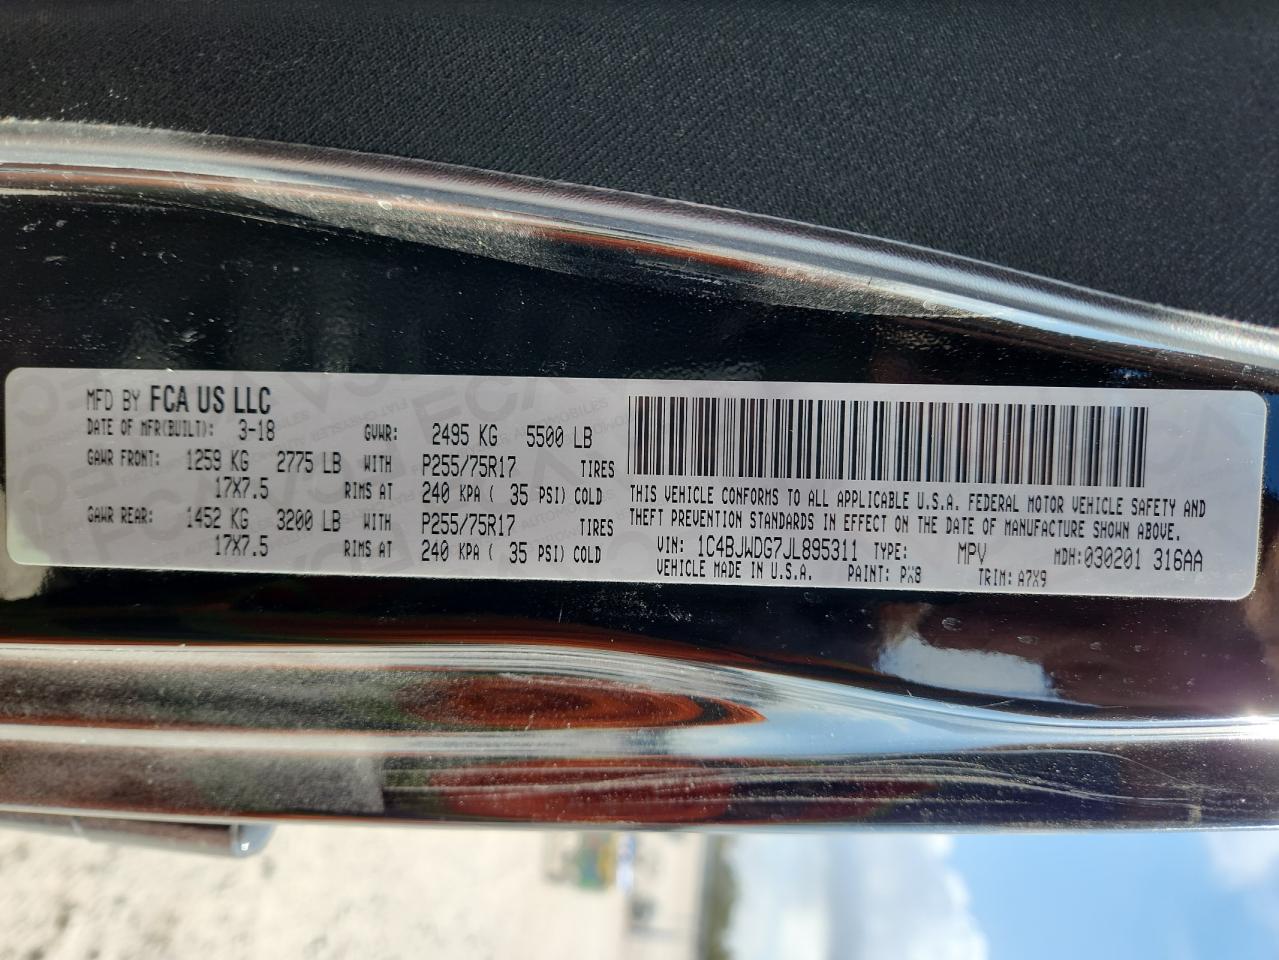 MFD BY FCA US LLC
DATE OF MFR(BUILT): 3-18 GVWR: 2495 KG 5500 LB
GAWR FRONT: 1259 KG 2775 LB WITH P255/75R17 TIRES
17X7.5 RIMS AT 240 KPA ( 35 PSI) COLD
GAWR REAR: 1452 KG 3200 LB WITH P255/75R17 TIRES
17X7.5 RIMS AT 240 KPA ( 35 PSI) COLD
THIS VEHICLE CONFORMS TO ALL APPLICABLE U.S.A. FEDERAL MOTOR VEHICLE SAFETY AND
THEFT PREVENTION STANDARDS IN EFFECT ON THE DATE OF MANUFACTURE SHOWN ABOVE.
VIN: 1C4BJWDG7JL895311 TYPE: MPV MDH:030201 316AA
VEHICLE MADE IN U.S.A. PAINT: PX8 TRIM: A7X9